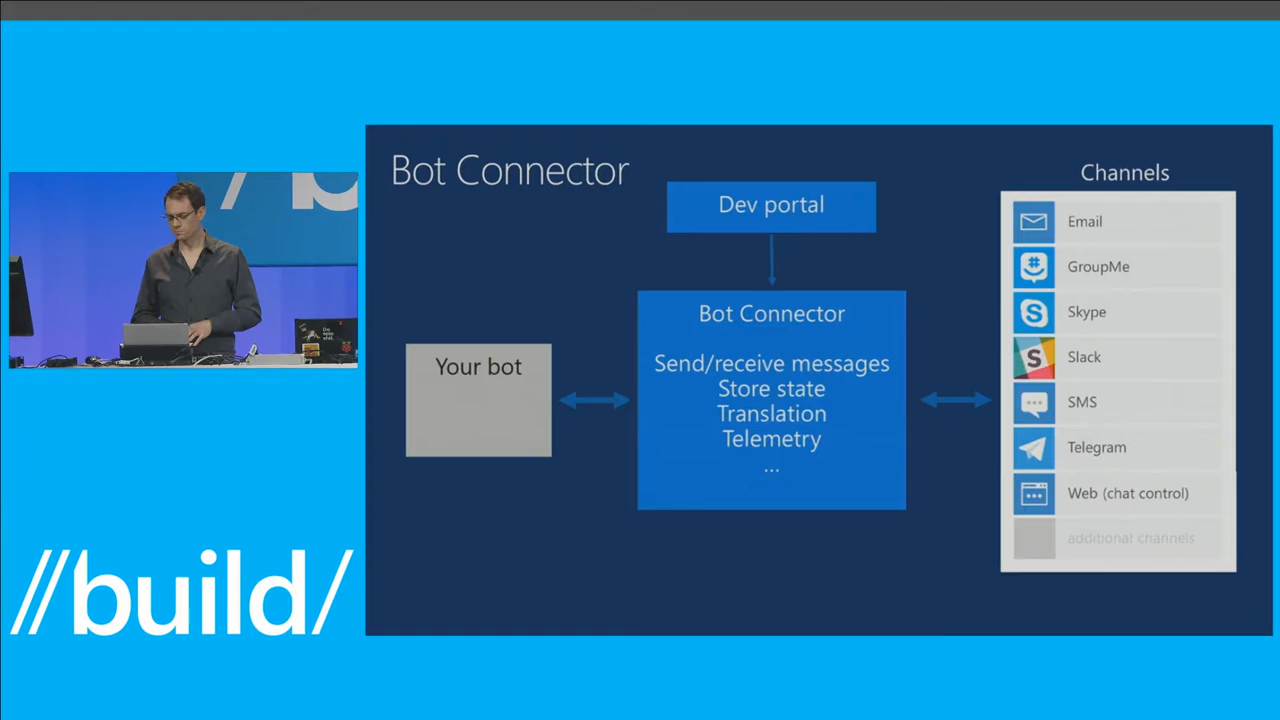 Bot Connector
Dev portal
Your bot
Bot Connector
Send/receive messages
Store state
Translation
Telemetry
...
Channels
Email
GroupMe
Skype
Slack
SMS
Telegram
Web (chat control)
additional channels
//build/